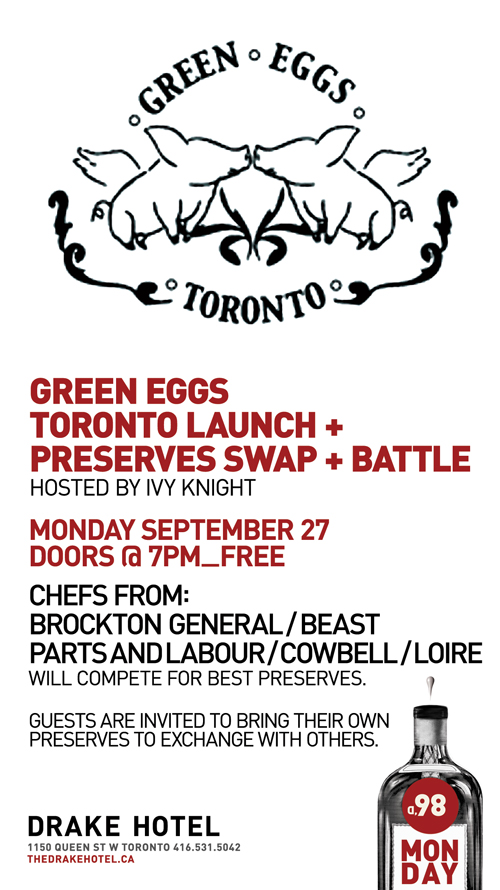 GREEN EGGS
TORONTO
GREEN EGGS
TORONTO LAUNCH +
PRESERVES SWAP + BATTLE
HOSTED BY IVY KNIGHT
MONDAY SEPTEMBER 27
DOORS @ 7PM_FREE
CHEFS FROM:
BROCKTON GENERAL / BEAST
PARTS AND LABOUR / COWBELL / LOIRE
WILL COMPETE FOR BEST PRESERVES.
GUESTS ARE INVITED TO BRING THEIR OWN
PRESERVES TO EXCHANGE WITH OTHERS.
DRAKE HOTEL
1150 QUEEN ST W TORONTO 416.531.5042
THEDRAKEHOTEL.CA
a.98
MON
DAY